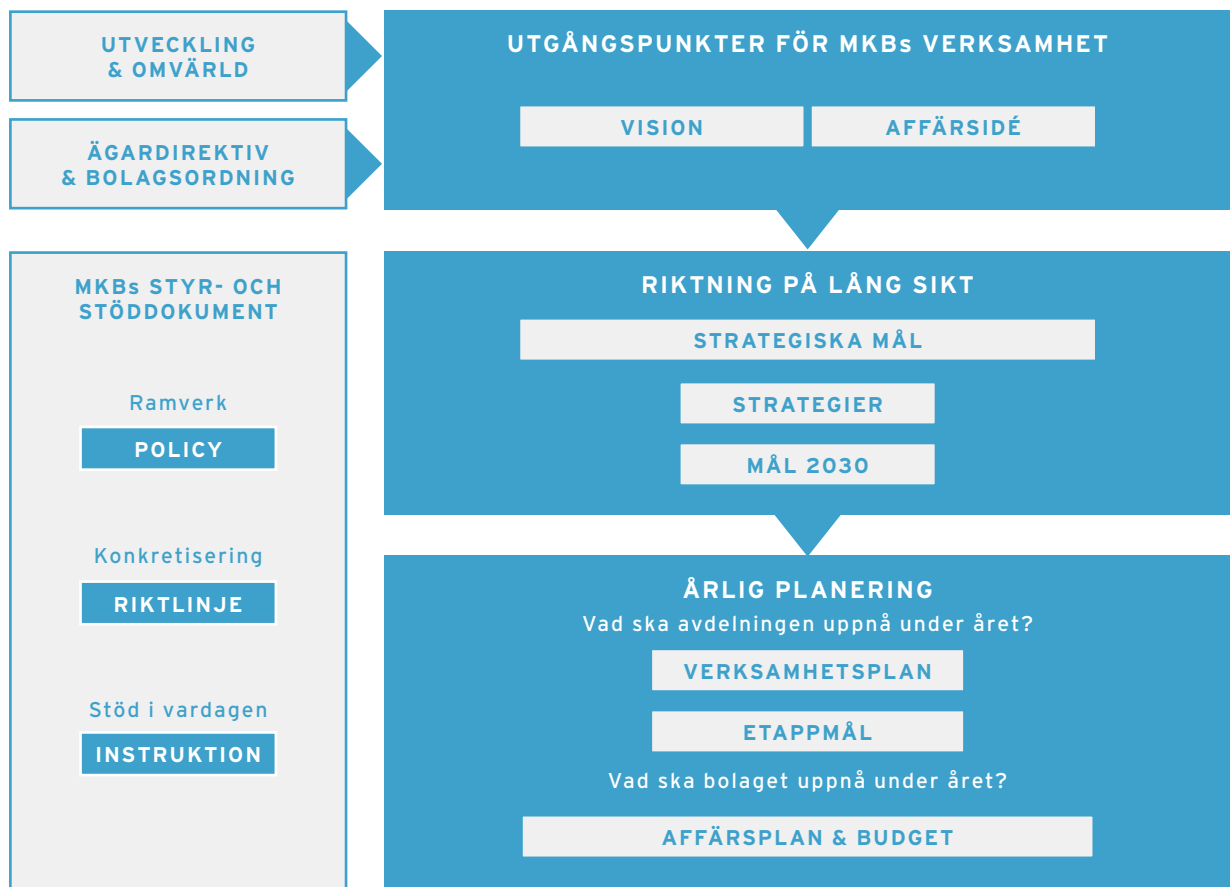 UTVECKLING
& OMVÄRLD
ÄGARDIREKTIV
& BOLAGSORDNING
UTGÅNGSPUNKTER FÖR MKBs VERKSAMHET
VISION
AFFÄRSIDÉ
MKBs STYR- OCH
STÖDDOKUMENT
Ramverk
POLICY
Konkretisering
RIKTLINJE
Stöd i vardagen
INSTRUKTION
RIKTNING PÅ LÅNG SIKT
STRATEGISKA MÅL
STRATEGIER
MÅL 2030
ÅRLIG PLANERING
Vad ska avdelningen uppnå under året?
VERKSAMHETSPLAN
ETAPPMÅL
Vad ska bolaget uppnå under året?
AFFÄRSPLAN & BUDGET